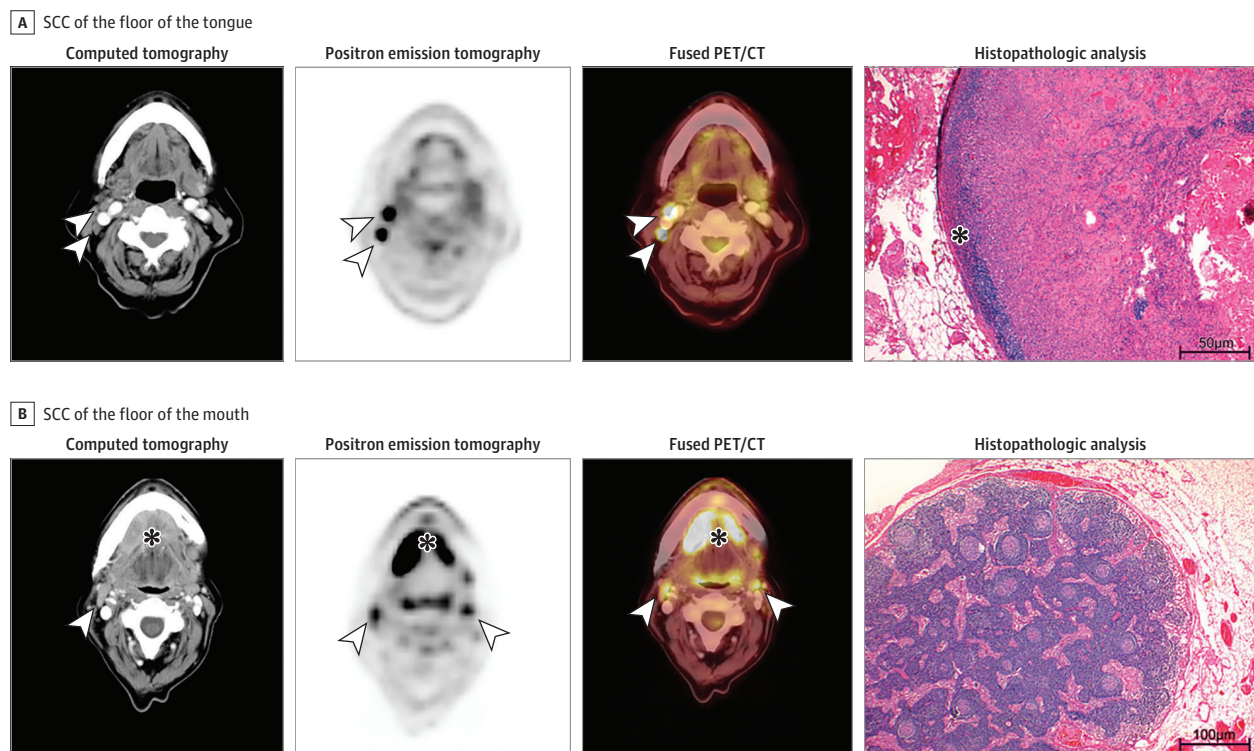 A SCC of the floor of the tongue
Computed tomography
Positron emission tomography
Fused PET/CT
Histopathologic analysis
*
50µm
B SCC of the floor of the mouth
Computed tomography
Positron emission tomography
Fused PET/CT
Histopathologic analysis
*
*
*
100µm